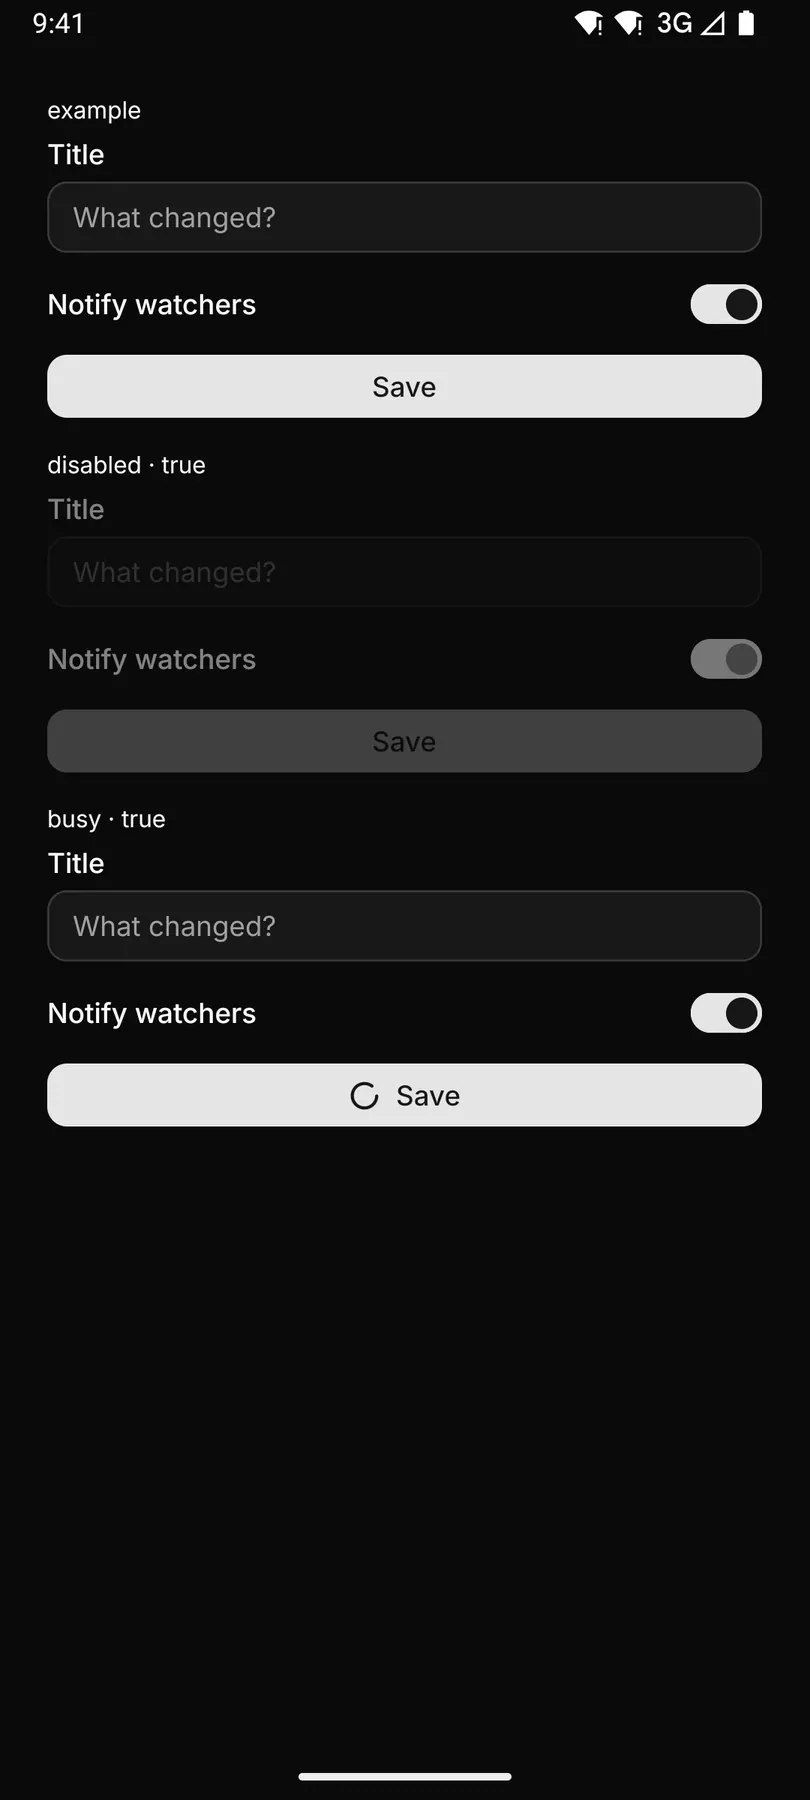 9:41 3G
example
Title
What changed?
Notify watchers
Save
disabled · true
Title
What changed?
Notify watchers
Save
busy · true
Title
What changed?
Notify watchers
Save